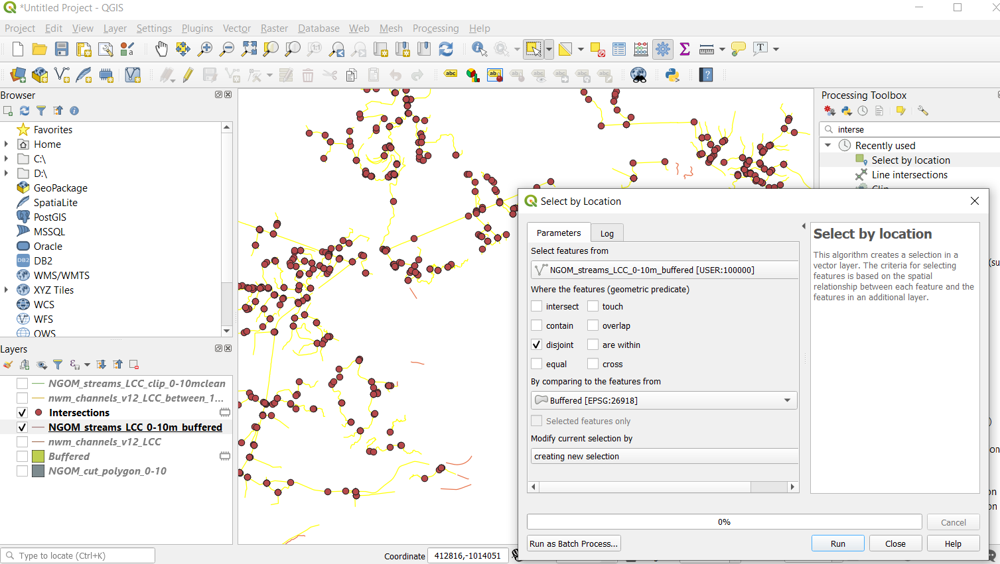 *Untitled Project - QGIS
Project Edit View Layer Settings Plugins Vector Raster Database Web Mesh Processing Help
Browser
Favorites
Home
C:\
D:\
GeoPackage
SpatiaLite
PostGIS
MSSQL
Oracle
DB2
WMS/WMTS
XYZ Tiles
WCS
WFS
OWS
Layers
NGOM_streams_LCC_clip_0-10mclean
nwm_channels_v12_LCC_between_1...
Intersections
NGOM_streams_LCC_0-10m_buffered
nwm_channels_v12_LCC
Buffered
NGOM_cut_polygon_0-10
Type to locate (Ctrl+K)
Coordinate 412816,-1014051
Processing Toolbox
interse
Recently used
Select by location
Line intersections
Clip
Select by Location
Parameters Log
Select features from
NGOM_streams_LCC_0-10m_buffered [USER:100000]
Where the features (geometric predicate)
intersect touch
contain overlap
disjoint are within
equal cross
By comparing to the features from
Buffered [EPSG:26918]
Selected features only
Modify current selection by
creating new selection
Select by location
This algorithm creates a selection in a
vector layer. The criteria for selecting
features is based on the spatial
relationship between each feature and the
features in an additional layer.
0%
Cancel
Run as Batch Process...
Run Close Help